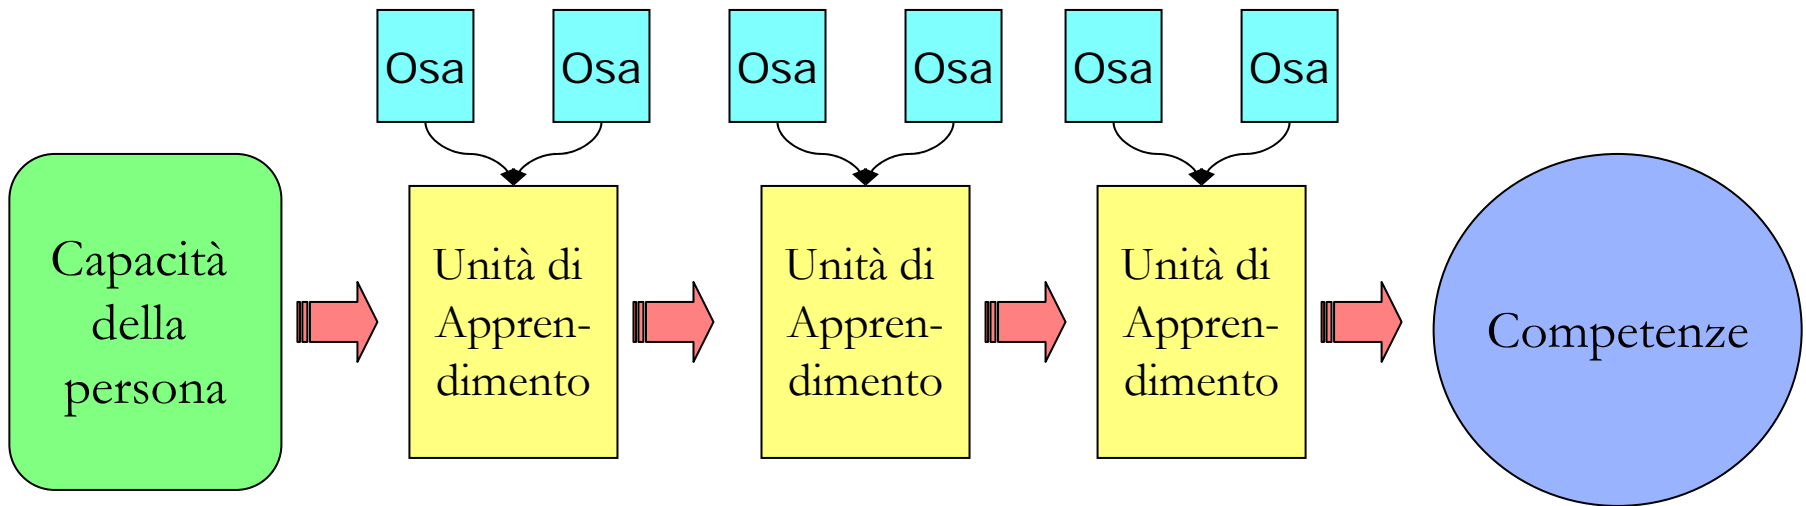 Osa
Osa
Osa
Osa
Osa
Osa
Capacità
della
persona
Unità di
Appren-
dimento
Unità di
Appren-
dimento
Unità di
Appren-
dimento
Competenze